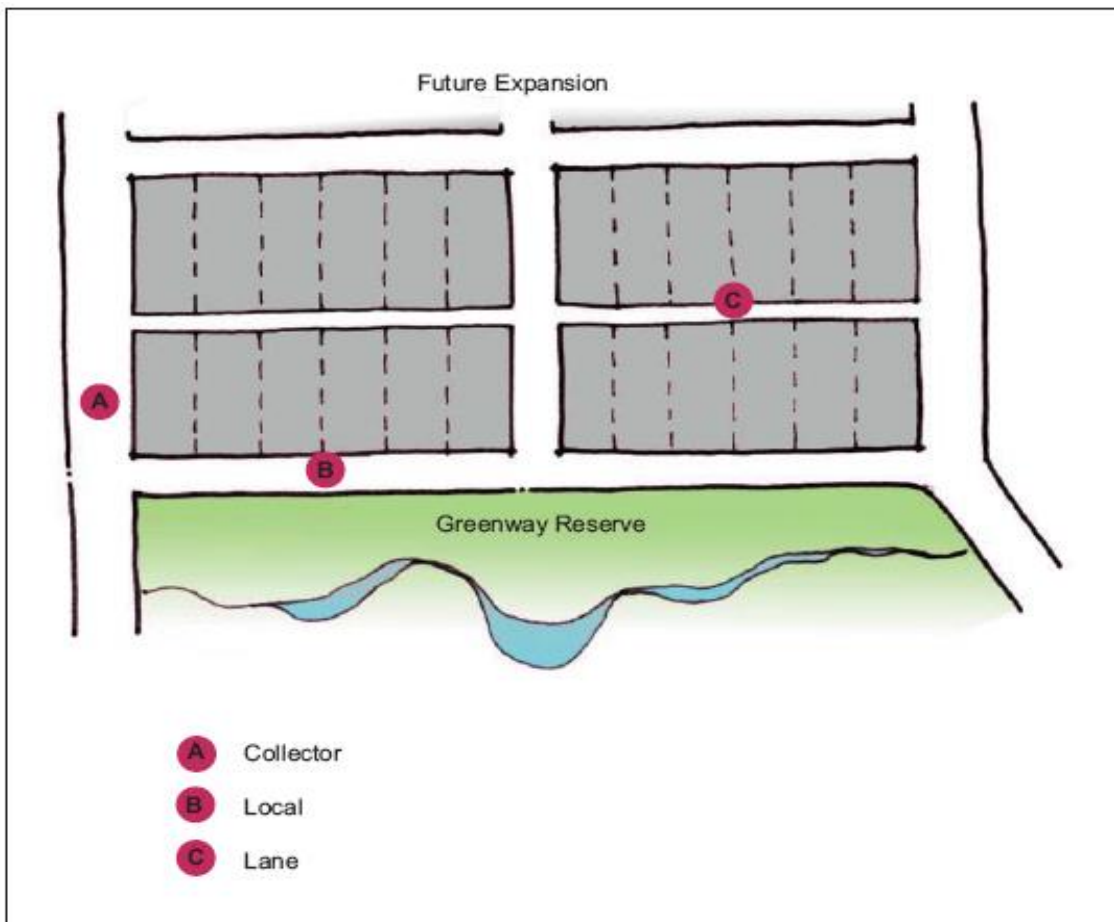 Future Expansion
C
A
B
Greenway Reserve
A Collector
B Local
C Lane